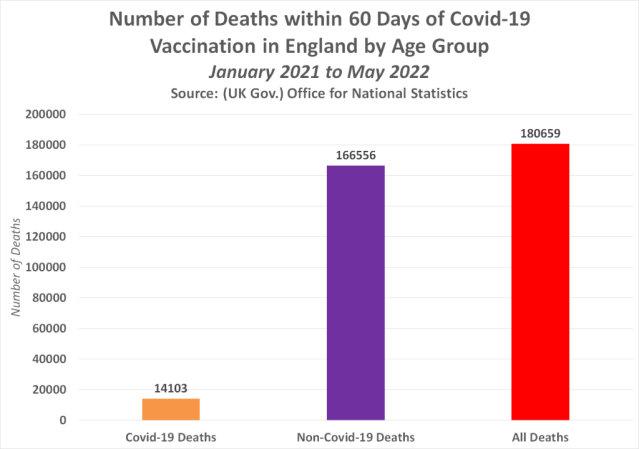 Number of Deaths within 60 Days of Covid-19
Vaccination in England by Age Group
January 2021 to May 2022
Source: (UK Gov.) Office for National Statistics
Number of Deaths
200000
180000
160000
140000
120000
100000
80000
60000
40000
20000
0
14103
166556
180659
Covid-19 Deaths
Non-Covid-19 Deaths
All Deaths